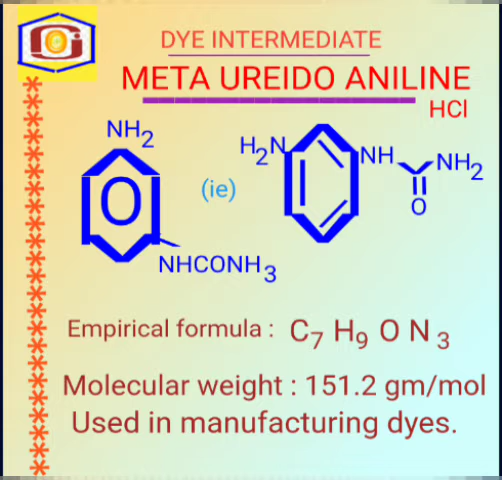 DYE INTERMEDIATE
META UREIDO ANILINE
HCl
NH2
H2N
NH
NH2
O
(ie)
O
NHCONH3
Empirical formula : C7 H9 O N3
Molecular weight : 151.2 gm/mol
Used in manufacturing dyes.